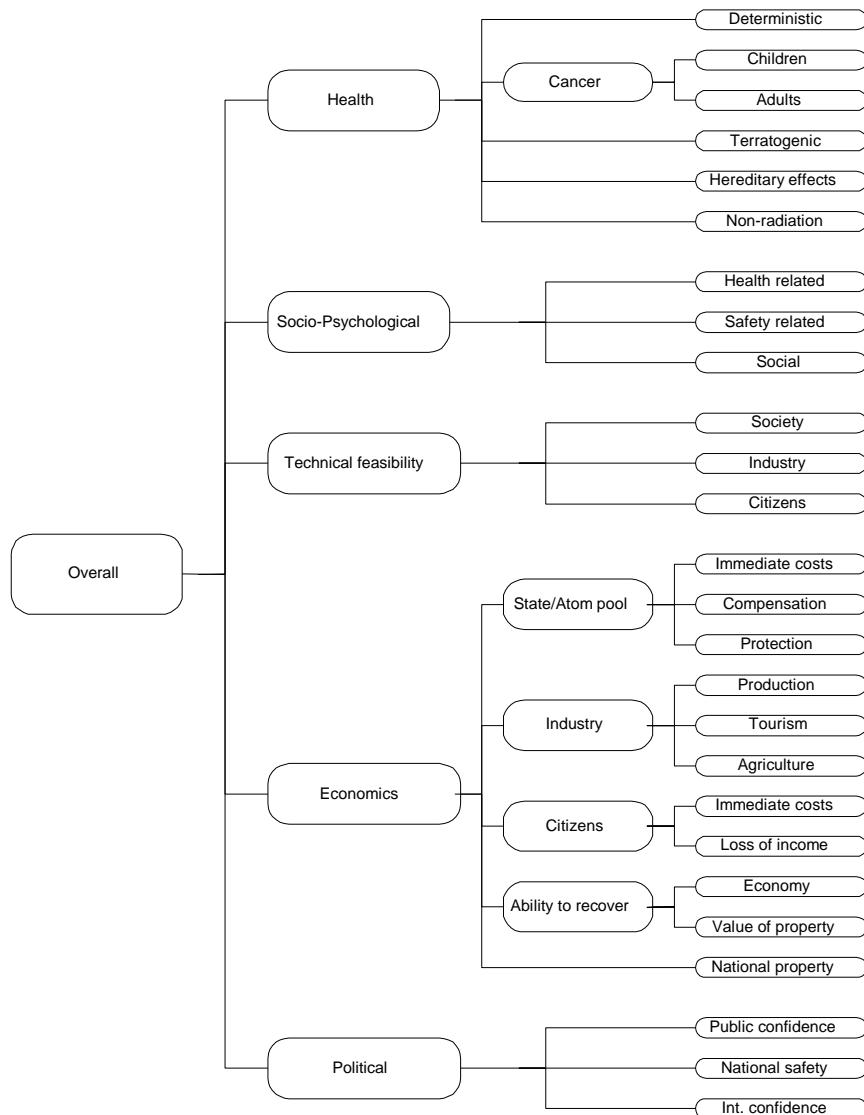 Deterministic
Children
Cancer
Adults
Health
Terratogenic
Hereditary effects
Non-radiation
Health related
Socio-Psychological
Safety related
Social
Society
Technical feasibility
Industry
Citizens
Overall
Immediate costs
State/Atom pool
Compensation
Protection
Production
Industry
Tourism
Agriculture
Economics
Immediate costs
Citizens
Loss of income
Economy
Ability to recover
Value of property
National property
Public confidence
Political
National safety
Int. confidence